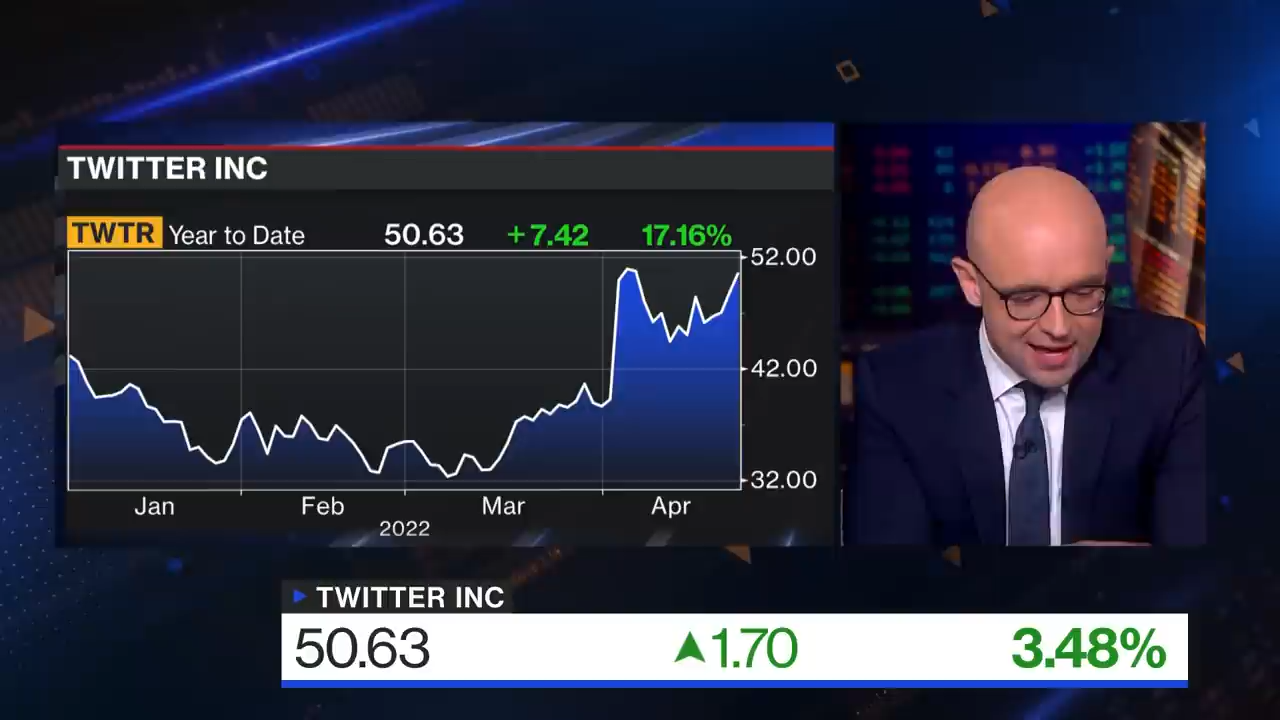 TWITTER INC
TWTR Year to Date 50.63 +7.42 17.16%
52.00
42.00
32.00
Jan Feb Mar Apr
2022
TWITTER INC
50.63 ▲1.70 3.48%